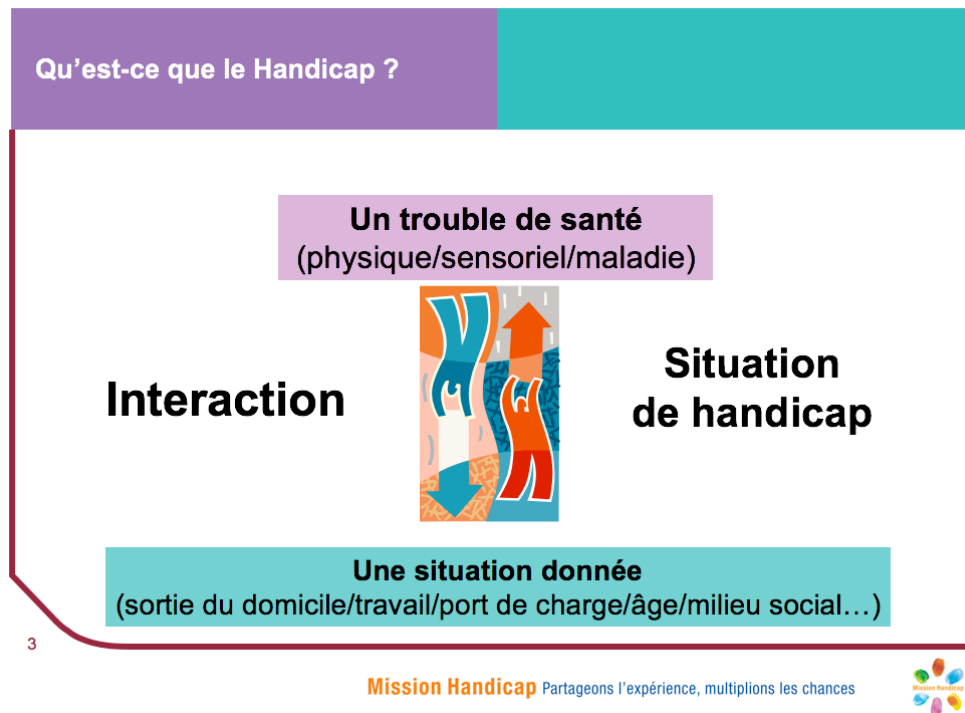 Qu’est-ce que le Handicap ?
Un trouble de santé
(physique/sensoriel/maladie)
Interaction
Situation
de handicap
Une situation donnée
(sortie du domicile/travail/port de charge/âge/milieu social…)
3
Mission Handicap Partageons l’expérience, multiplions les chances
Mission Handicap